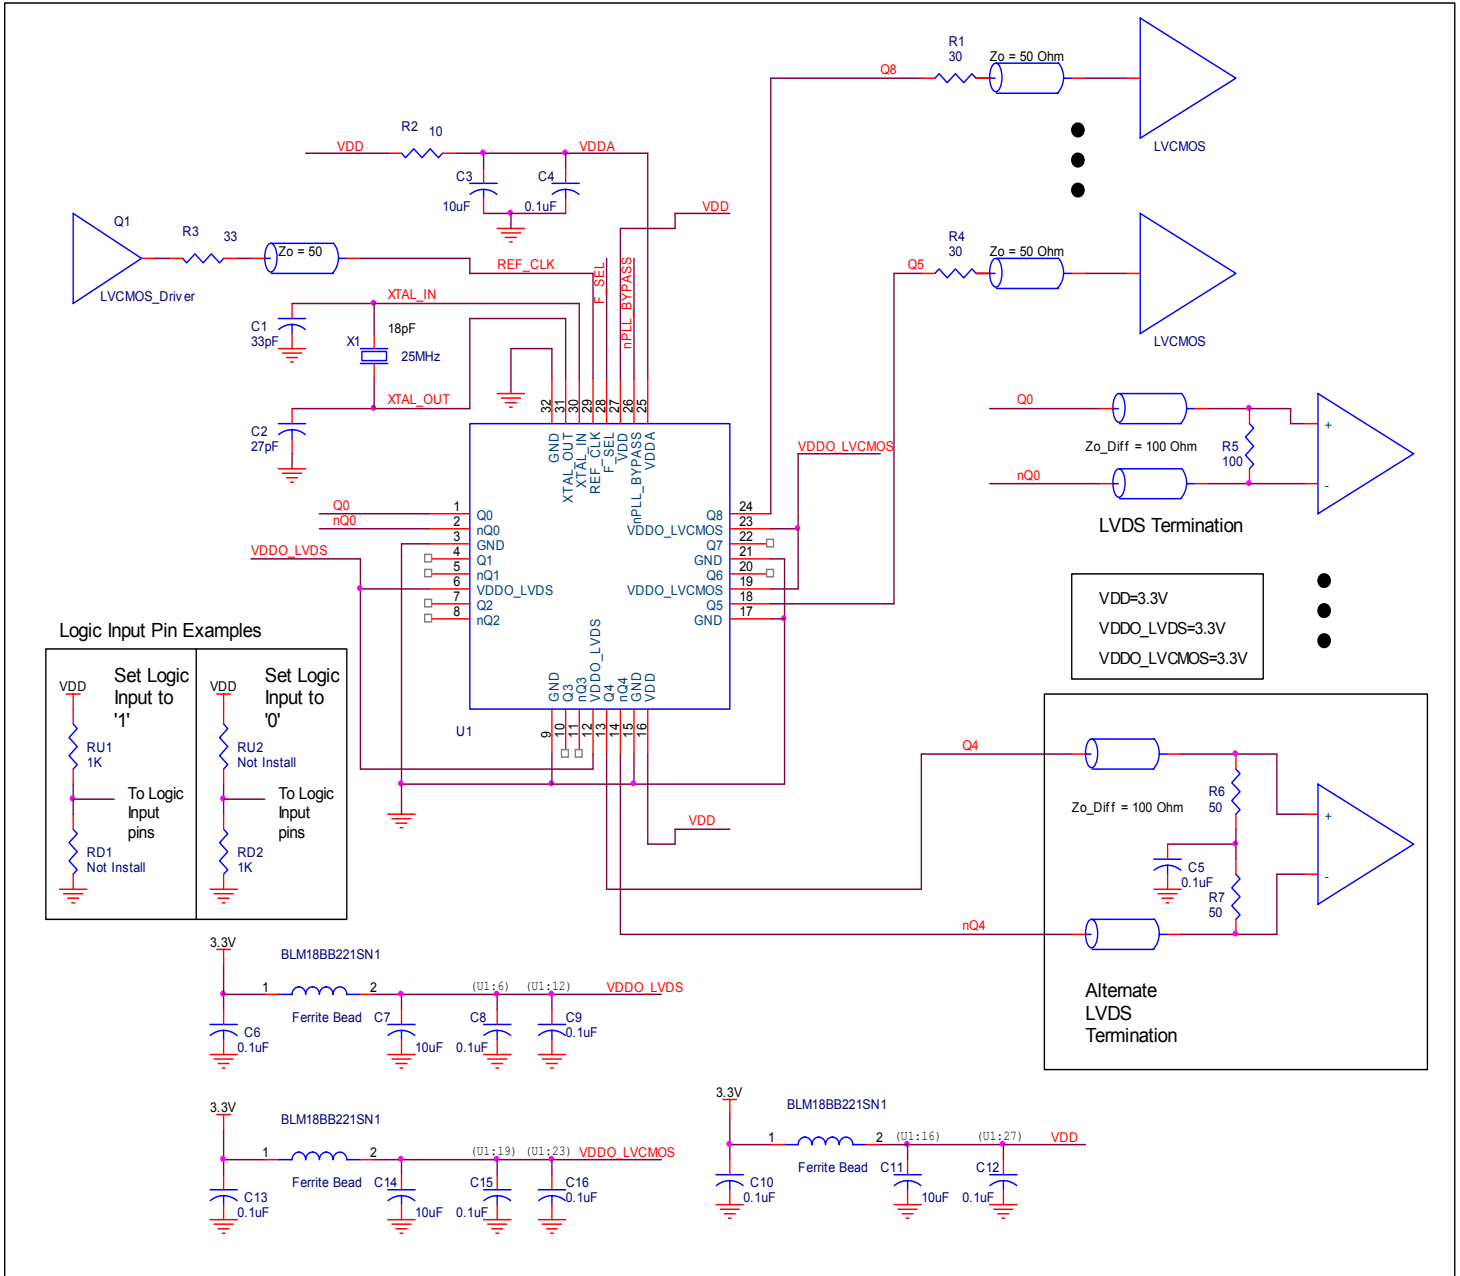 R1
30
Zo = 50 Ohm
Q8
LVCMOS
R2
10
VDD
VDDA
C3
10uF
C4
0.1uF
VDD
Q1
R3
33
Zo = 50
LVCMOS_Driver
REF_CLK
F_SEL
nPLL_BYPASS
R4
30
Zo = 50 Ohm
Q5
LVCMOS
XTAL_IN
C1
33pF
18pF
X1
25MHz
XTAL_OUT
C2
27pF
32
31
30
29
28
27
26
25
GND
XTAL_OUT
XTAL_IN
REF_CLK
F_SEL
VDD
nPLL_BYPASS
VDDA
VDDO_LVCMOS
Q0
Zo_Diff = 100 Ohm
R5
100
+
-
nQ0
LVDS Termination
Q0
nQ0
VDDO_LVDS
1 Q0
2 nQ0
3 GND
4 Q1
5 nQ1
6 VDDO_LVDS
7 Q2
8 nQ2
Q8 24
VDDO_LVCMOS 23
Q7 22
GND 21
Q6 20
VDDO_LVCMOS 19
Q5 18
GND 17
GND
Q3
nQ3
VDDO_LVDS
Q4
nQ4
GND
VDD
9
10
11
12
13
14
15
16
U1
VDD
VDD=3.3V
VDDO_LVDS=3.3V
VDDO_LVCMOS=3.3V
Logic Input Pin Examples
VDD
Set Logic
Input to
'1'
RU1
1K
To Logic
Input
pins
RD1
Not Install
VDD
Set Logic
Input to
'0'
RU2
Not Install
To Logic
Input
pins
RD2
1K
Q4
Zo_Diff = 100 Ohm
R6
50
C5
0.1uF
R7
50
+
-
nQ4
Alternate
LVDS
Termination
3.3V
BLM18BB221SN1
1
2
(U1:6)
(U1:12)
VDDO_LVDS
Ferrite Bead
C6
0.1uF
C7
10uF
C8
0.1uF
C9
0.1uF
3.3V
BLM18BB221SN1
1
2
(U1:19)
(U1:23)
VDDO_LVCMOS
Ferrite Bead
C13
0.1uF
C14
10uF
C15
0.1uF
C16
0.1uF
3.3V
BLM18BB221SN1
1
2
(U1:16)
(U1:27)
VDD
Ferrite Bead
C10
0.1uF
C11
10uF
C12
0.1uF